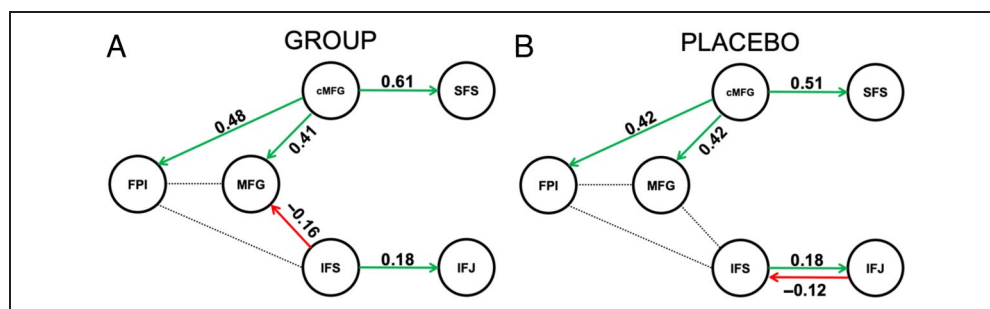 A
GROUP
cMFG
0.61
SFS
0.48
0.41
FPI
MFG
–0.16
IFS
0.18
IFJ
B
PLACEBO
cMFG
0.51
SFS
0.42
0.42
FPI
MFG
IFS
0.18
IFJ
–0.12